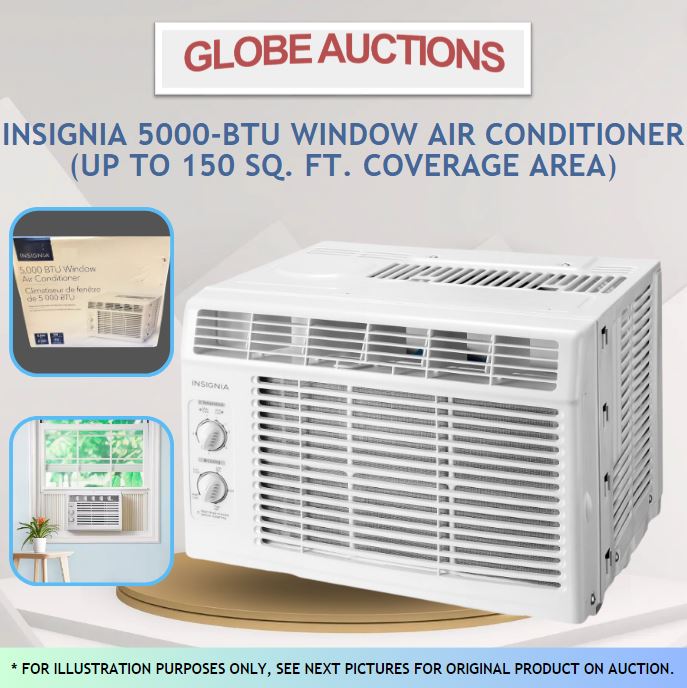 GLOBE AUCTIONS
INSIGNIA 5000-BTU WINDOW AIR CONDITIONER
(UP TO 150 SQ. FT. COVERAGE AREA)
INSIGNIA
5,000 BTU Window
Air Conditioner
Climatiseur de fenêtre
de 5 000 BTU
INSIGNIA
* FOR ILLUSTRATION PURPOSES ONLY, SEE NEXT PICTURES FOR ORIGINAL PRODUCT ON AUCTION.